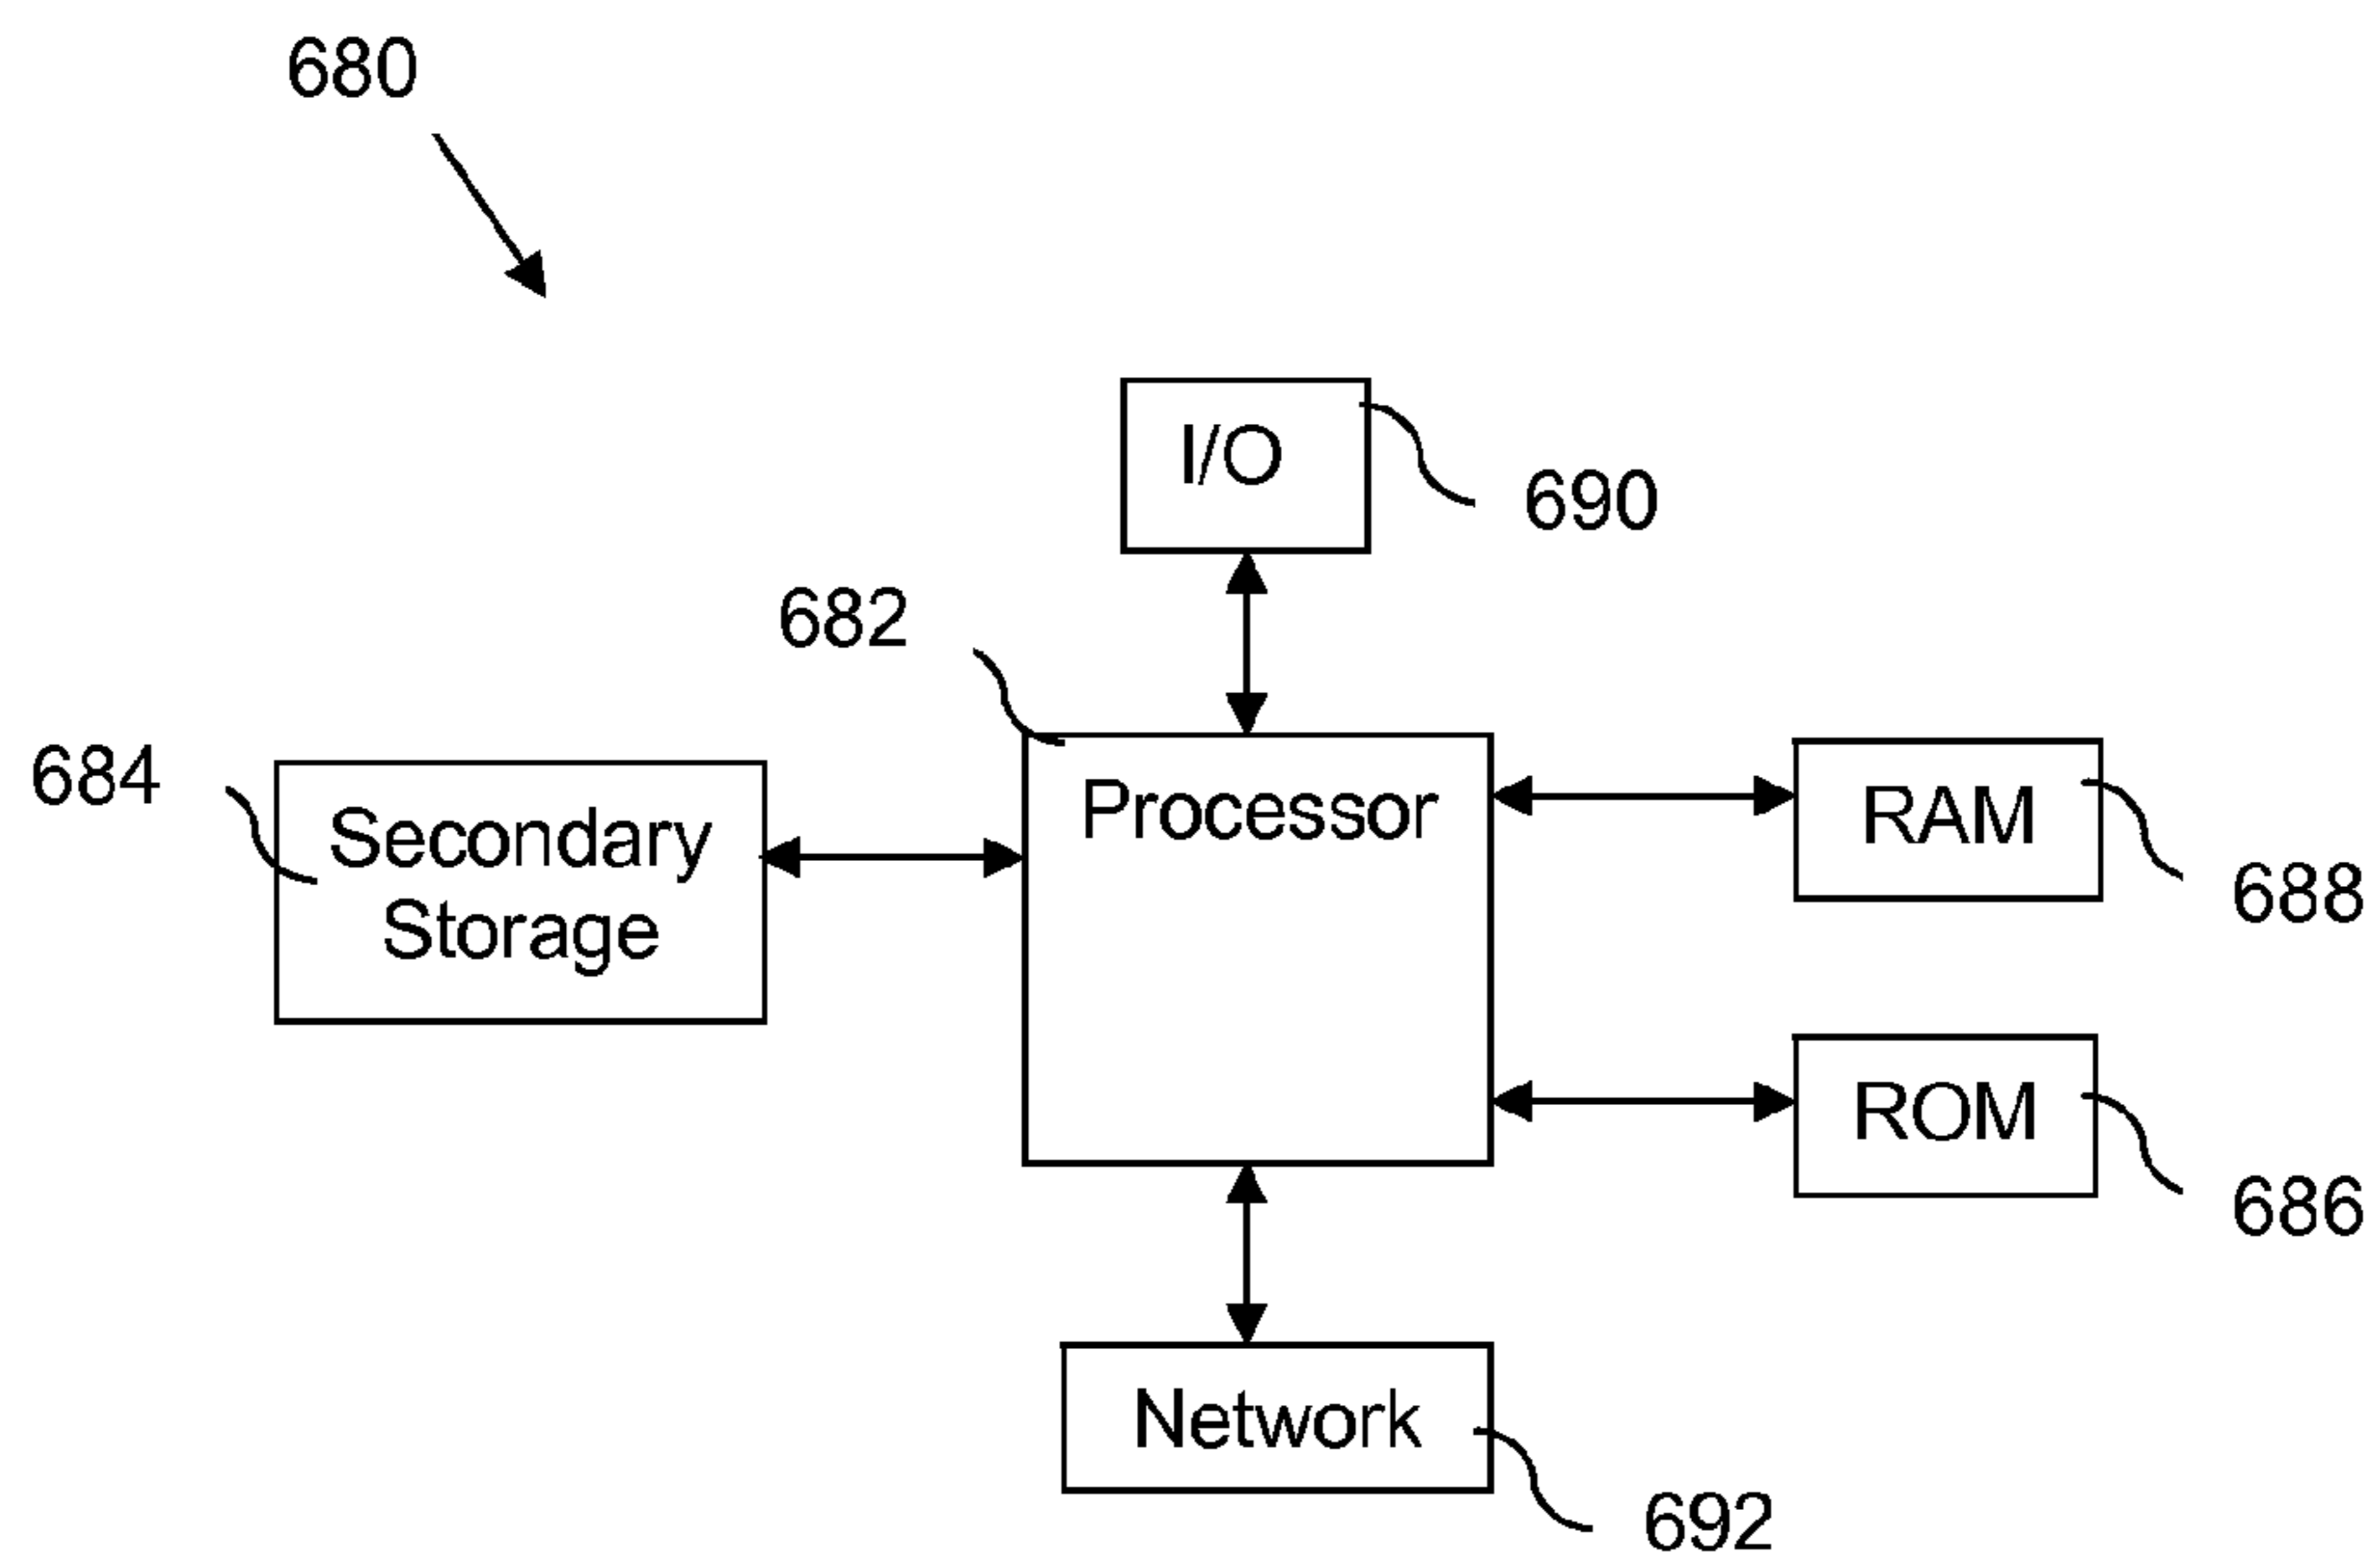 680
I/O
690
682
684
Secondary
Storage
Processor
RAM
688
ROM
686
Network
692